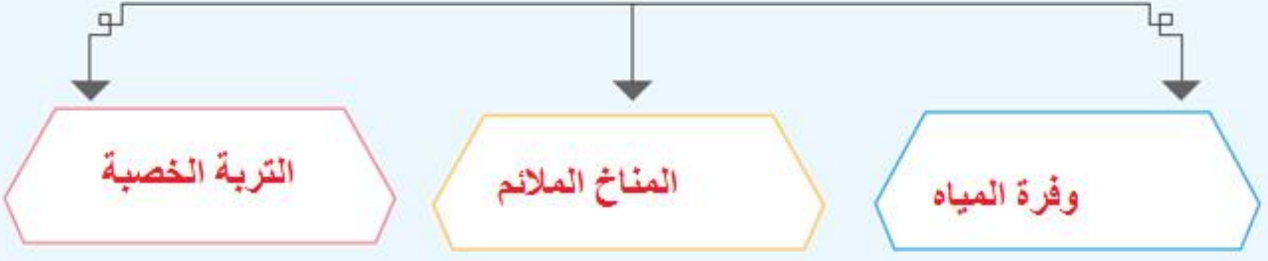 وفرة المياه
المناخ الملائم
التربة الخصبة